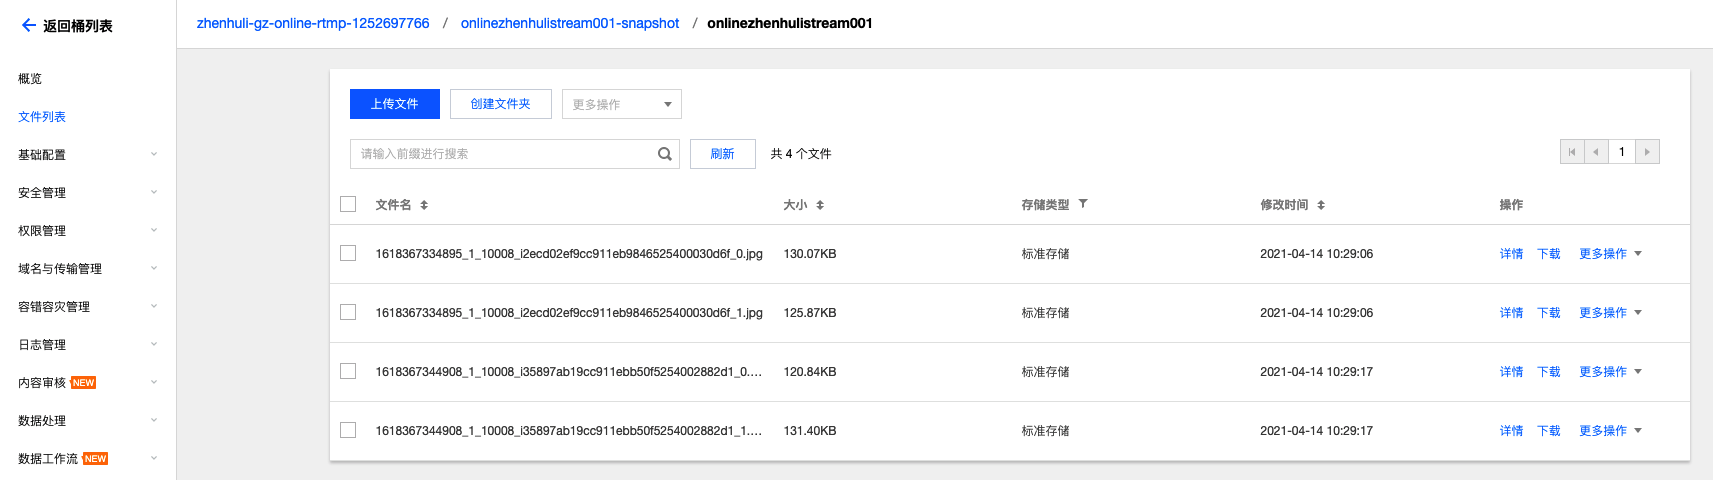 返回桶列表
zhenhuli-gz-online-rtmp-1252697766 / onlinezhenhulistream001-snapshot / onlinezhenhulistream001
概览
文件列表
基础配置
安全管理
权限管理
域名与传输管理
容错容灾管理
日志管理
内容审核 NEW
数据处理
数据工作流 NEW
上传文件 创建文件夹 更多操作
请输入前缀进行搜索 刷新 共 4 个文件 1
文件名 大小 存储类型 修改时间 操作
1618367334895_1_10008_i2ecd02ef9cc911eb9846525400030d6f_0.jpg 130.07KB 标准存储 2021-04-14 10:29:06 详情 下载 更多操作
1618367334895_1_10008_i2ecd02ef9cc911eb9846525400030d6f_1.jpg 125.87KB 标准存储 2021-04-14 10:29:06 详情 下载 更多操作
1618367344908_1_10008_i35897ab19cc911ebb50f5254002882d1_0.... 120.84KB 标准存储 2021-04-14 10:29:17 详情 下载 更多操作
1618367344908_1_10008_i35897ab19cc911ebb50f5254002882d1_1.... 131.40KB 标准存储 2021-04-14 10:29:17 详情 下载 更多操作